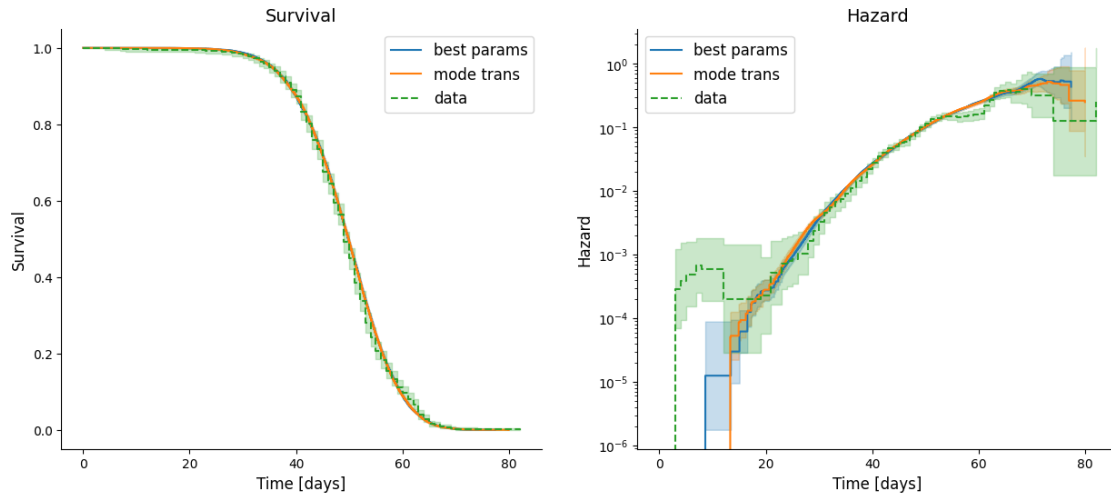 Survival
Survival
1.0
0.8
0.6
0.4
0.2
0.0
0
20
40
60
80
Time [days]
best params
mode trans
data
Hazard
Hazard
10⁰
10⁻¹
10⁻²
10⁻³
10⁻⁴
10⁻⁵
10⁻⁶
0
20
40
60
80
Time [days]
best params
mode trans
data